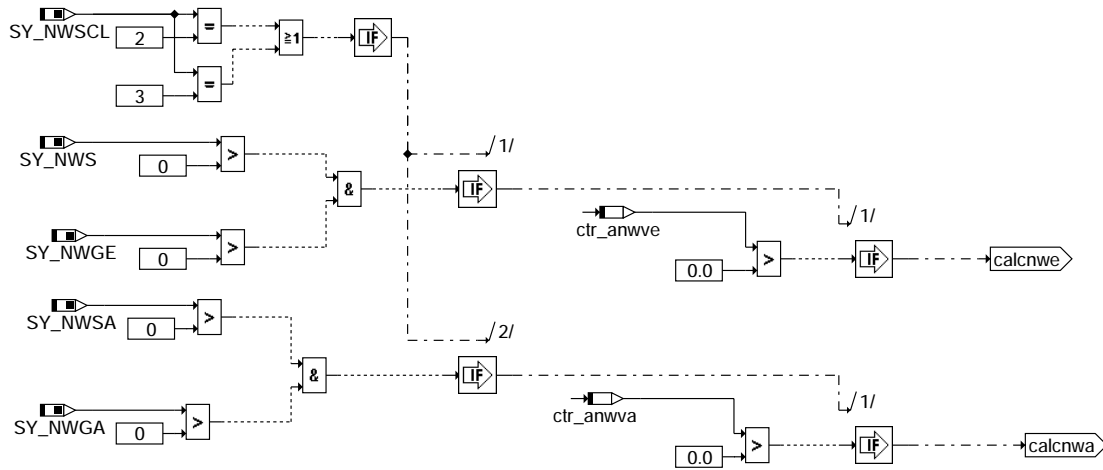 SY_NWSCL
2
=
≧1
IF
3
=
/1/
SY_NWS
0
>
&
IF
/1/
ctr_anwve
SY_NWGE
0
>
0.0
>
IF
calcnwe
SY_NWSA
0
>
/2/
&
IF
/1/
ctr_anwva
SY_NWGA
0
>
0.0
>
IF
calcnwa